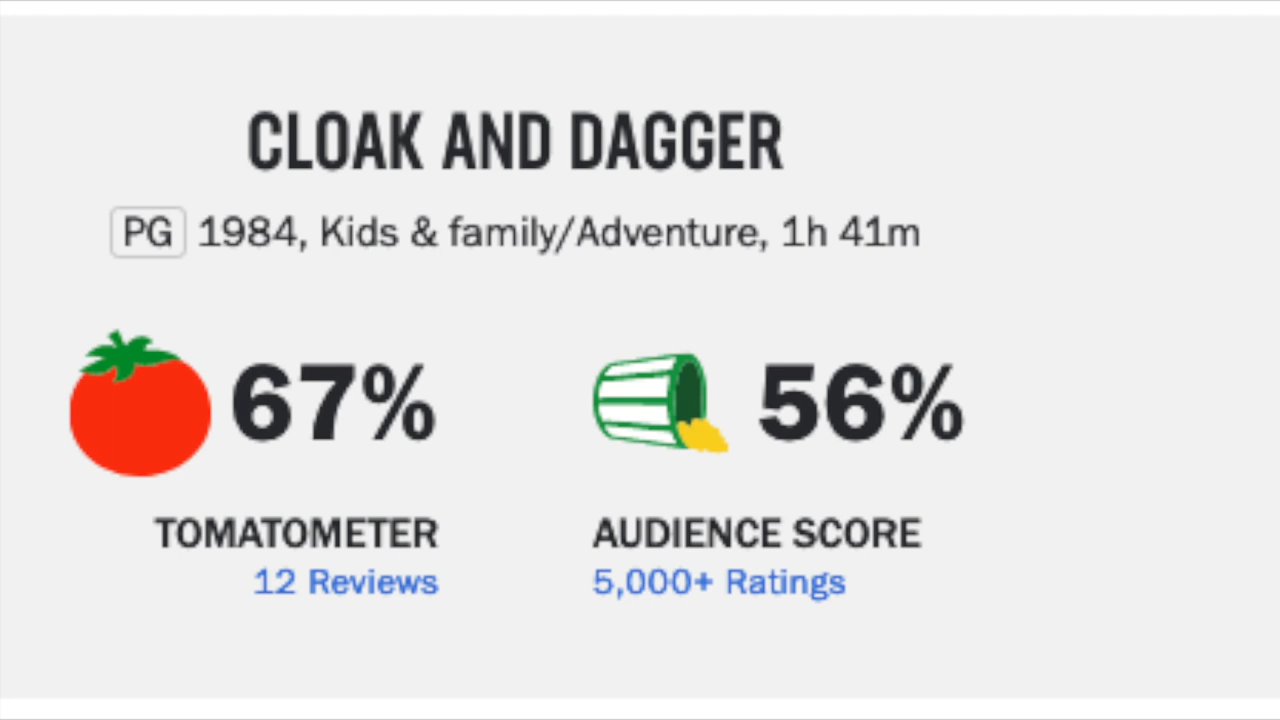 CLOAK AND DAGGER
PG 1984, Kids & family/Adventure, 1h 41m
67% 56%
TOMATOMETER AUDIENCE SCORE
12 Reviews 5,000+ Ratings